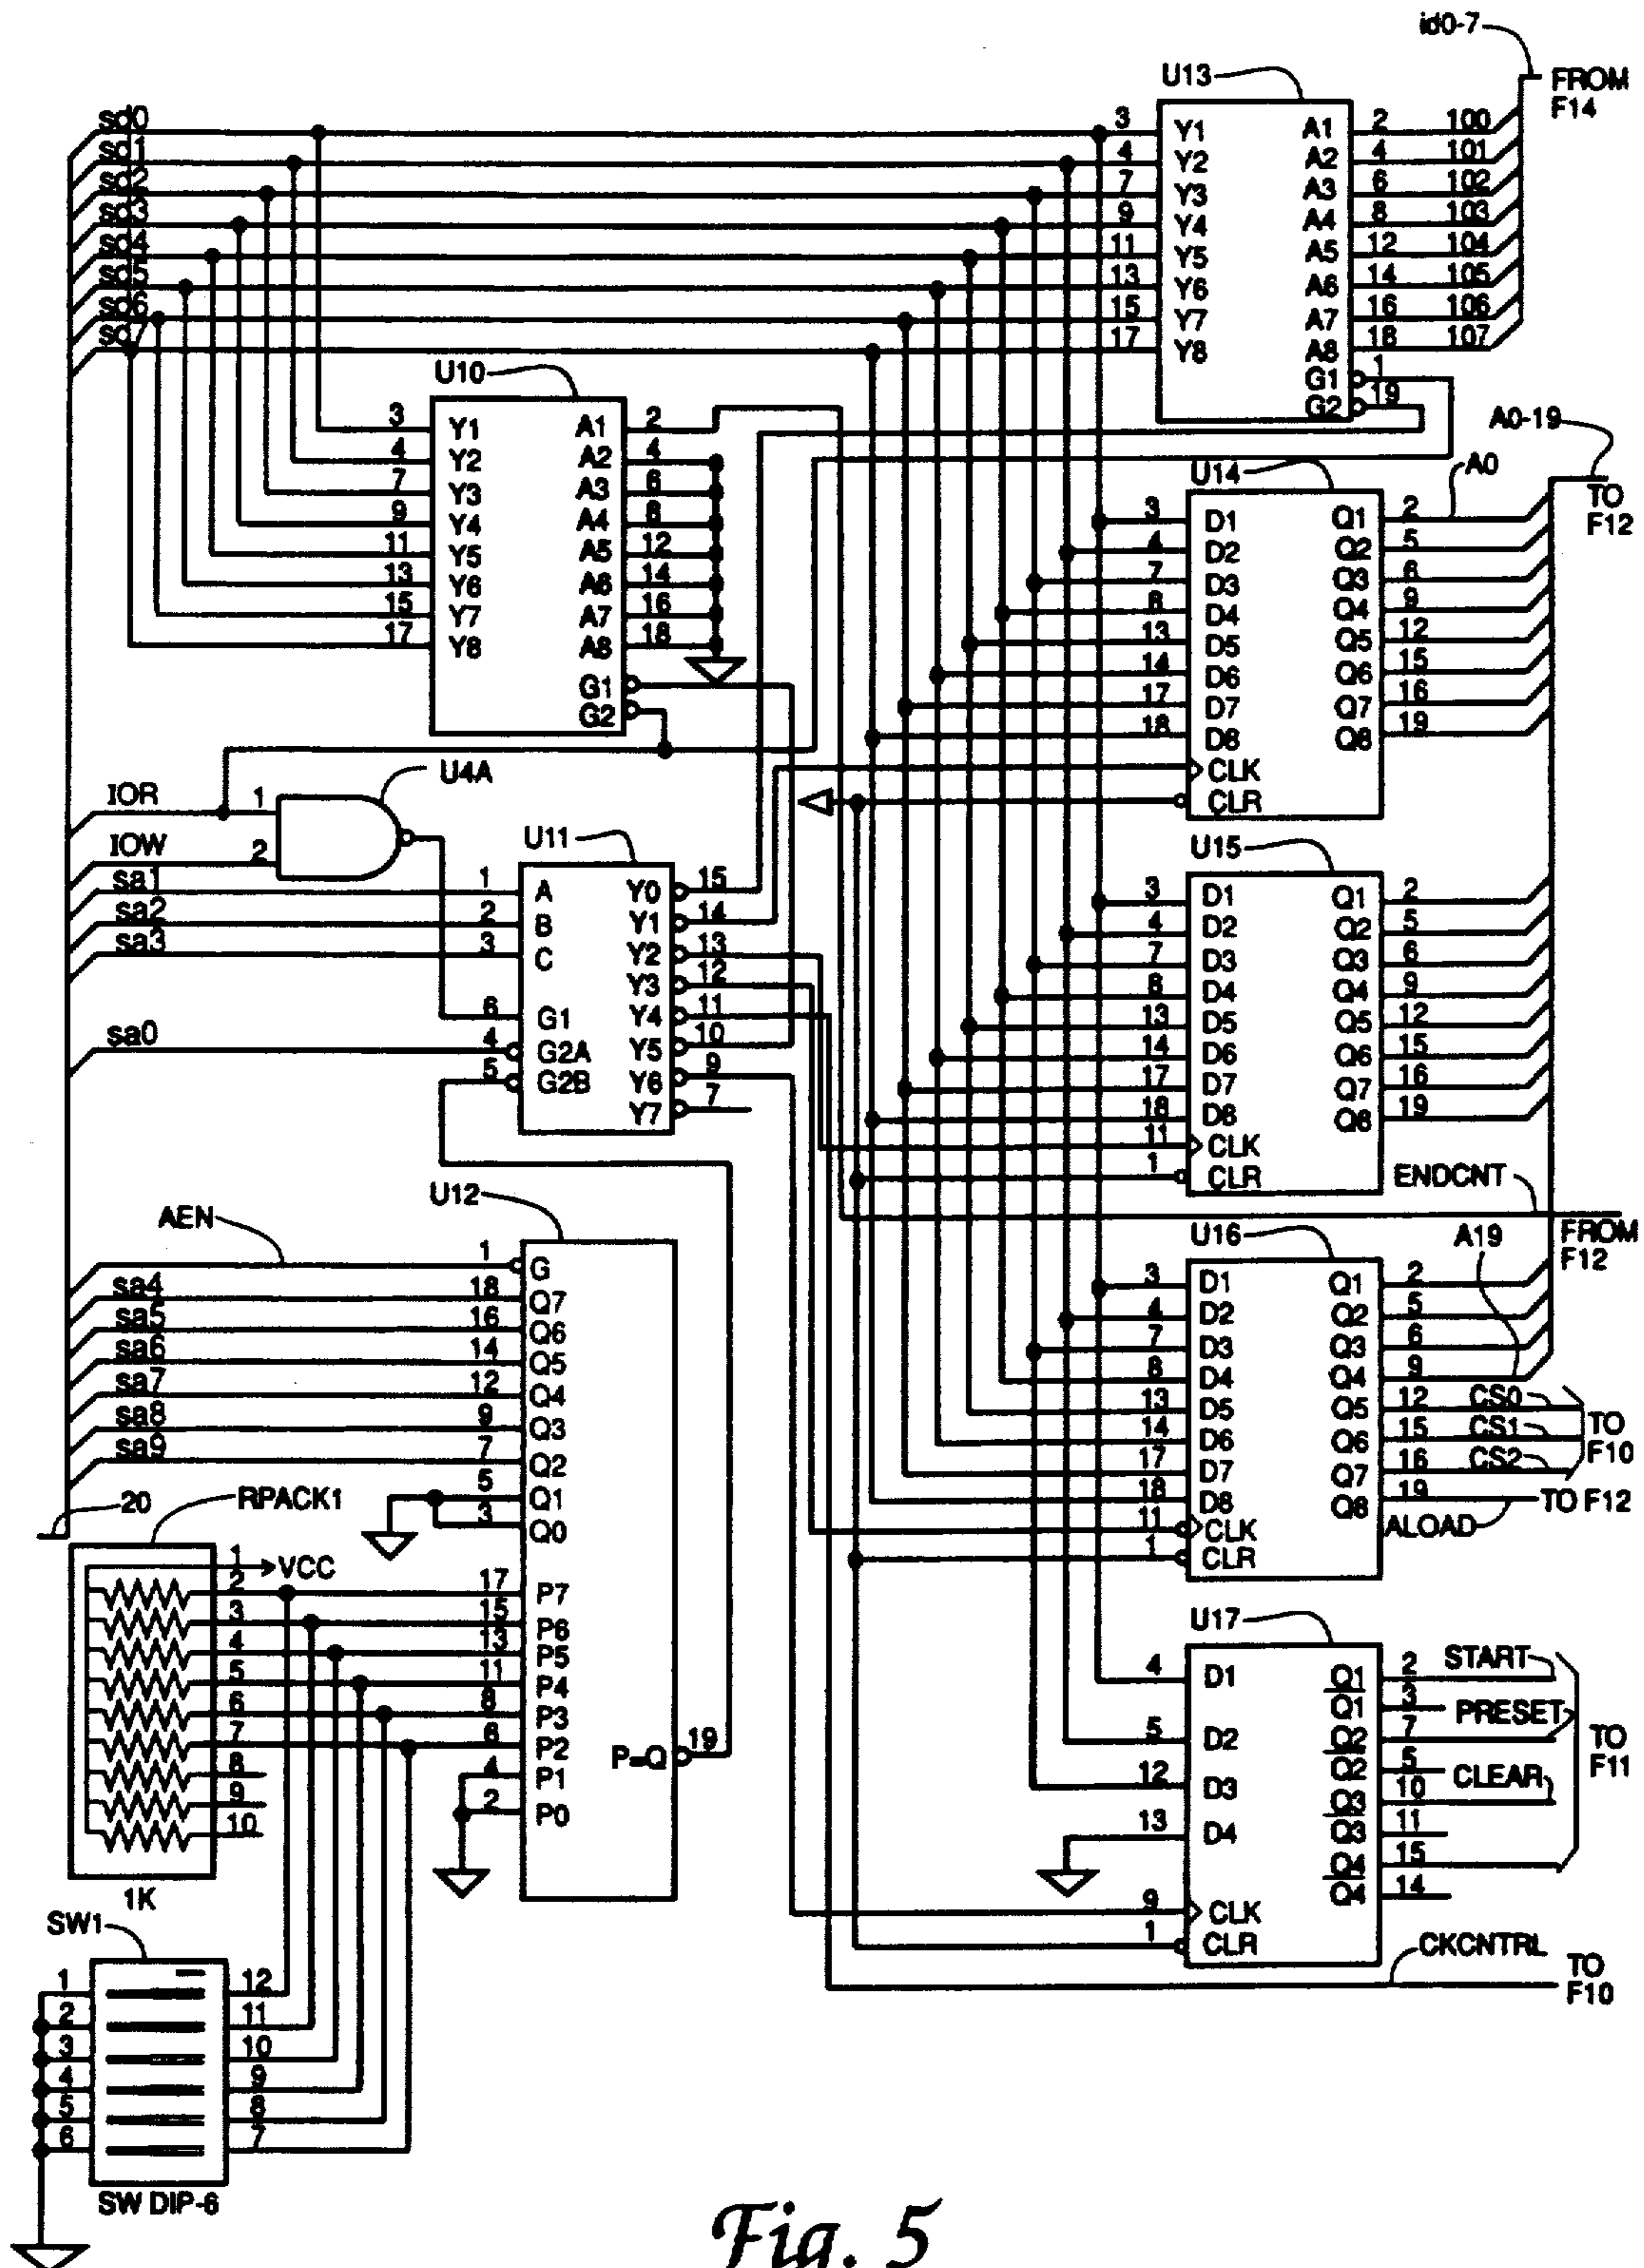 id0-7
FROM
F14
U13
sd0
sd1
sd2
sd3
sd4
sd5
sd6
sd7
3 Y1 A1 2 100
4 Y2 A2 4 101
7 Y3 A3 6 102
9 Y4 A4 8 103
11 Y5 A5 12 104
13 Y6 A6 14 105
15 Y7 A7 16 106
17 Y8 A8 18 107
G1 1
G2 19
U10
3 Y1 A1 2
4 Y2 A2 4
7 Y3 A3 6
9 Y4 A4 8
11 Y5 A5 12
13 Y6 A6 14
15 Y7 A7 16
17 Y8 A8 18
G1
G2
A0-19
TO
F12
A0
U14
3 D1 Q1 2
4 D2 Q2 5
7 D3 Q3 6
8 D4 Q4 9
13 D5 Q5 12
14 D6 Q6 15
17 D7 Q7 16
18 D8 Q8 19
CLK
CLR
U4A
IOR 1
IOW 2
U11
sa1 1 A Y0 15
sa2 2 B Y1 14
sa3 3 C Y2 13
Y3 12
6 G1 Y4 11
sa0 4 G2A Y5 10
5 G2B Y6 9
Y7 7
U15
3 D1 Q1 2
4 D2 Q2 5
7 D3 Q3 6
8 D4 Q4 9
13 D5 Q5 12
14 D6 Q6 15
17 D7 Q7 16
18 D8 Q8 19
11 CLK
1 CLR
ENDCNT
FROM
F12
U12
AEN 1 G
sa4 18 Q7
sa5 16 Q6
sa6 14 Q5
sa7 12 Q4
sa8 9 Q3
sa9 7 Q2
5 Q1
3 Q0
17 P7
15 P6
13 P5
11 P4
8 P3
6 P2
4 P1
2 P0
P=Q 19
U16
A19
3 D1 Q1 2
4 D2 Q2 5
7 D3 Q3 6
8 D4 Q4 9
13 D5 Q5 12 CS0
14 D6 Q6 15 CS1
17 D7 Q7 16 CS2
18 D8 Q8 19
TO
F10
TO F12
ALOAD
11 CLK
1 CLR
20
RPACK1
1 VCC
2
3
4
5
6
7
8
9
10
1K
U17
4 D1 Q1 2 START
Q1 3
5 D2 Q2 7 PRESET
Q2 5
12 D3 Q3 10 CLEAR
Q3 11
13 D4 Q4 15
Q4 14
9 CLK
1 CLR
TO
F11
CKCNTRL
TO
F10
SW1
1 12
2 11
3 10
4 9
5 8
6 7
SW DIP-6
Fig. 5